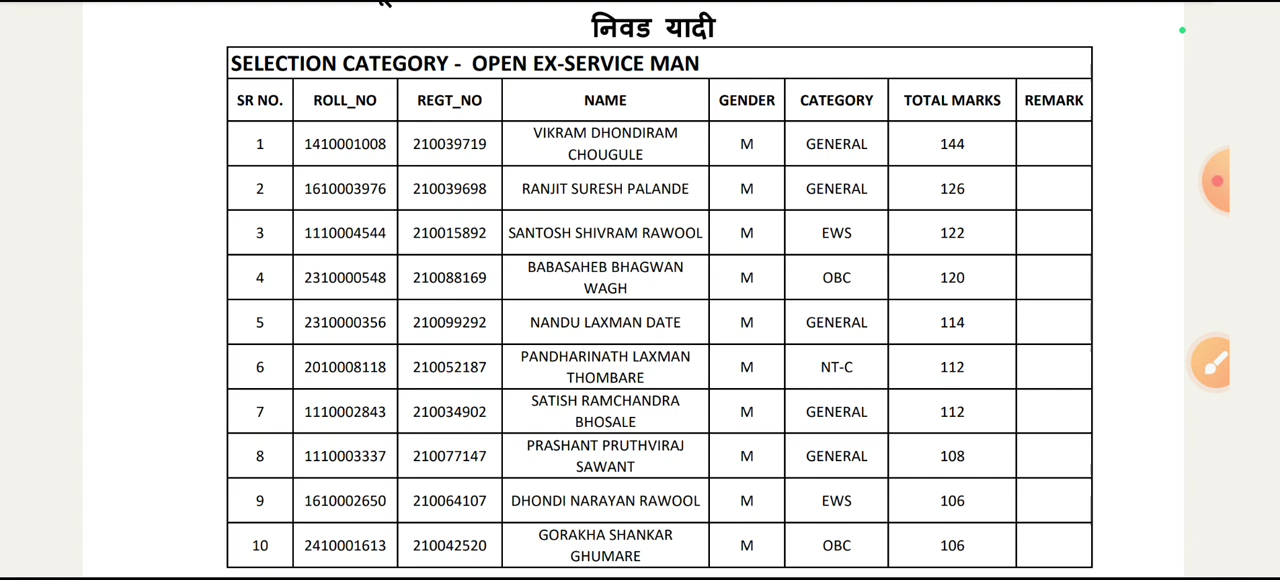 निवड यादी
SELECTION CATEGORY - OPEN EX-SERVICE MAN
SR NO. ROLL_NO REGT_NO NAME GENDER CATEGORY TOTAL MARKS REMARK
1 1410001008 210039719 VIKRAM DHONDIRAM CHOUGULE M GENERAL 144
2 1610003976 210039698 RANJIT SURESH PALANDE M GENERAL 126
3 1110004544 210015892 SANTOSH SHIVRAM RAWOOL M EWS 122
4 2310000548 210088169 BABASAHEB BHAGWAN WAGH M OBC 120
5 2310000356 210099292 NANDU LAXMAN DATE M GENERAL 114
6 2010008118 210052187 PANDHARINATH LAXMAN THOMBARE M NT-C 112
7 1110002843 210034902 SATISH RAMCHANDRA BHOSALE M GENERAL 112
8 1110003337 210077147 PRASHANT PRUTHVIRAJ SAWANT M GENERAL 108
9 1610002650 210064107 DHONDI NARAYAN RAWOOL M EWS 106
10 2410001613 210042520 GORAKHA SHANKAR GHUMARE M OBC 106